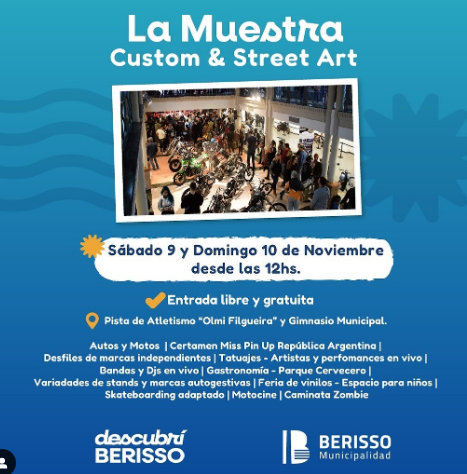 La Muestra
Custom & Street Art
Sábado 9 y Domingo 10 de Noviembre
desde las 12hs.
Entrada libre y gratuita
Pista de Atletismo “Olmi Filgueira” y Gimnasio Municipal.
Autos y Motos | Certamen Miss Pin Up República Argentina |
Desfiles de marcas independientes | Tatuajes - Artistas y perfomances en vivo |
Bandas y Djs en vivo | Gastronomía - Parque Cervecero |
Variadades de stands y marcas autogestivas | Feria de vinilos - Espacio para niños |
Skateboarding adaptado | Motocine | Caminata Zombie
descubrí
BERISSO
BERISSO
Municipalidad